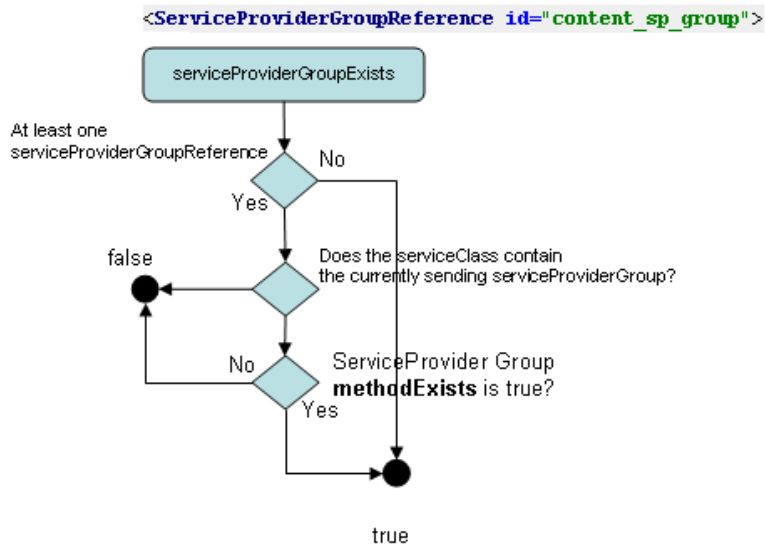 <ServiceProviderGroupReference id="content_sp_group">
serviceProviderGroupExists
At least one
serviceProviderGroupReference
No
Yes
Does the serviceClass contain
the currently sending serviceProviderGroup?
false
No
ServiceProvider Group
methodExists is true?
Yes
true